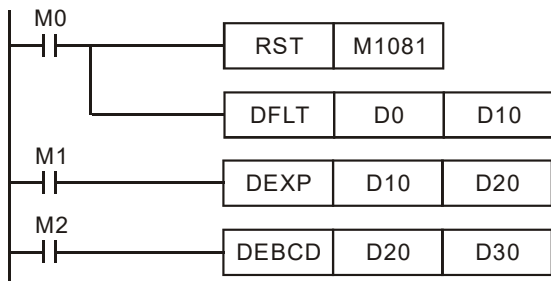 M0
RST M1081
DFLT D0 D10
M1
DEXP D10 D20
M2
DEBCD D20 D30